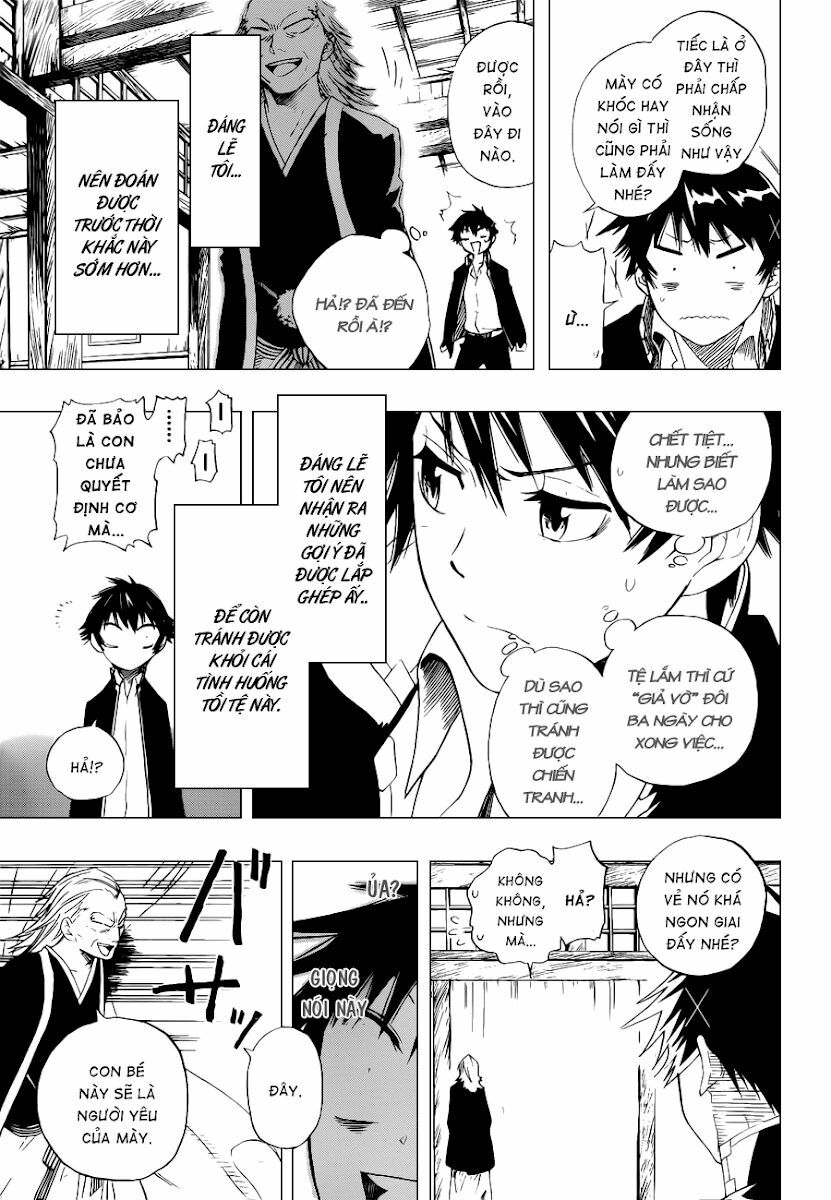 TIẾC LÀ Ở
ĐÂY THÌ
PHẢI CHẤP
NHẬN
SỐNG
NHƯ VẬY
MÀY CÓ
KHÓC HAY
NÓI GÌ THÌ
CŨNG PHẢI
LÀM ĐẤY
NHÉ?
Ừ...
ĐƯỢC
RỒI,
VÀO
ĐÂY ĐI
NÀO.
HẢ!? ĐÃ ĐẾN
RỒI À!?
ĐÁNG
LẼ
TÔI...
NÊN ĐOÁN
ĐƯỢC
TRƯỚC THỜI
KHẮC NÀY
SỚM HƠN...
CHẾT TIỆT...
NHƯNG BIẾT
LÀM SAO
ĐƯỢC...
TỆ LẮM THÌ CỨ
“GIẢ VỜ” ĐÔI
BA NGÀY CHO
XONG VIỆC...
DÙ SAO
THÌ CŨNG
TRÁNH
ĐƯỢC
CHIẾN
TRANH...
ĐÁNG LẼ
TÔI NÊN
NHẬN RA
NHỮNG
GỢI Ý ĐÃ
ĐƯỢC LẮP
GHÉP ẤY..
ĐỂ CÒN
TRÁNH ĐƯỢC
KHỎI CÁI
TÌNH HUỐNG
TỒI TỆ NÀY.
ĐÃ BẢO
LÀ CON
CHƯA
QUYẾT
ĐỊNH CƠ
MÀ...
HẢ!?
NHƯNG CÓ
VẺ NÓ KHÁ
NGON GIAI
ĐẤY NHÉ?
HẢ?
KHÔNG
KHÔNG,
NHƯNG
MÀ...
ỦA?
GIỌNG
NÓI NÀY
ĐÂY.
CON BÉ
NÀY SẼ LÀ
NGƯỜI YÊU
CỦA MÀY.